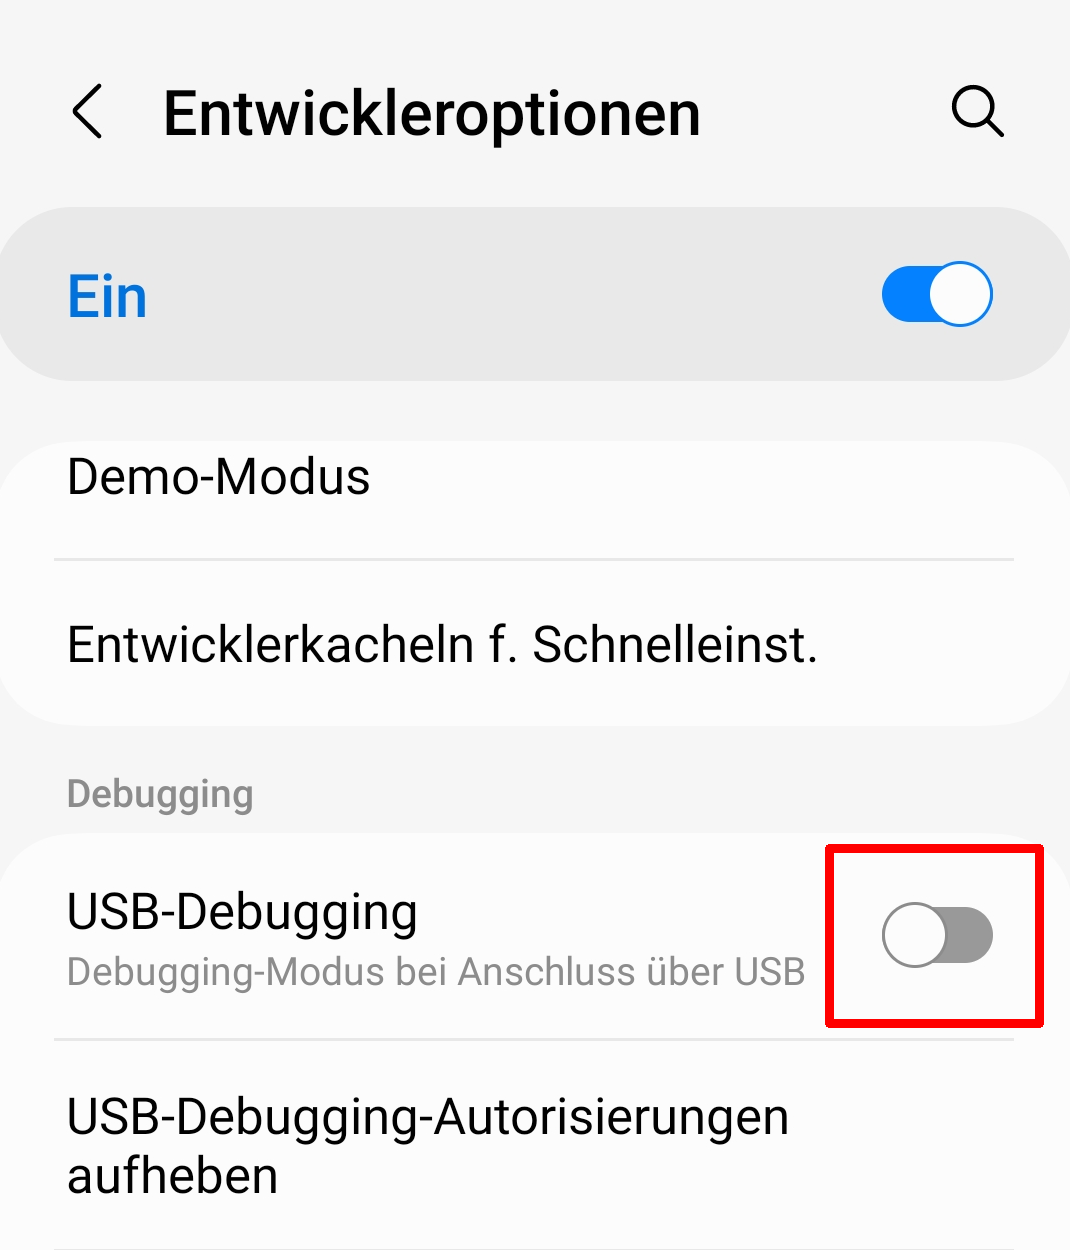 Entwickleroptionen
Ein
Demo-Modus
Entwicklerkacheln f. Schnelleinst.
Debugging
USB-Debugging
Debugging-Modus bei Anschluss über USB
USB-Debugging-Autorisierungen
aufheben